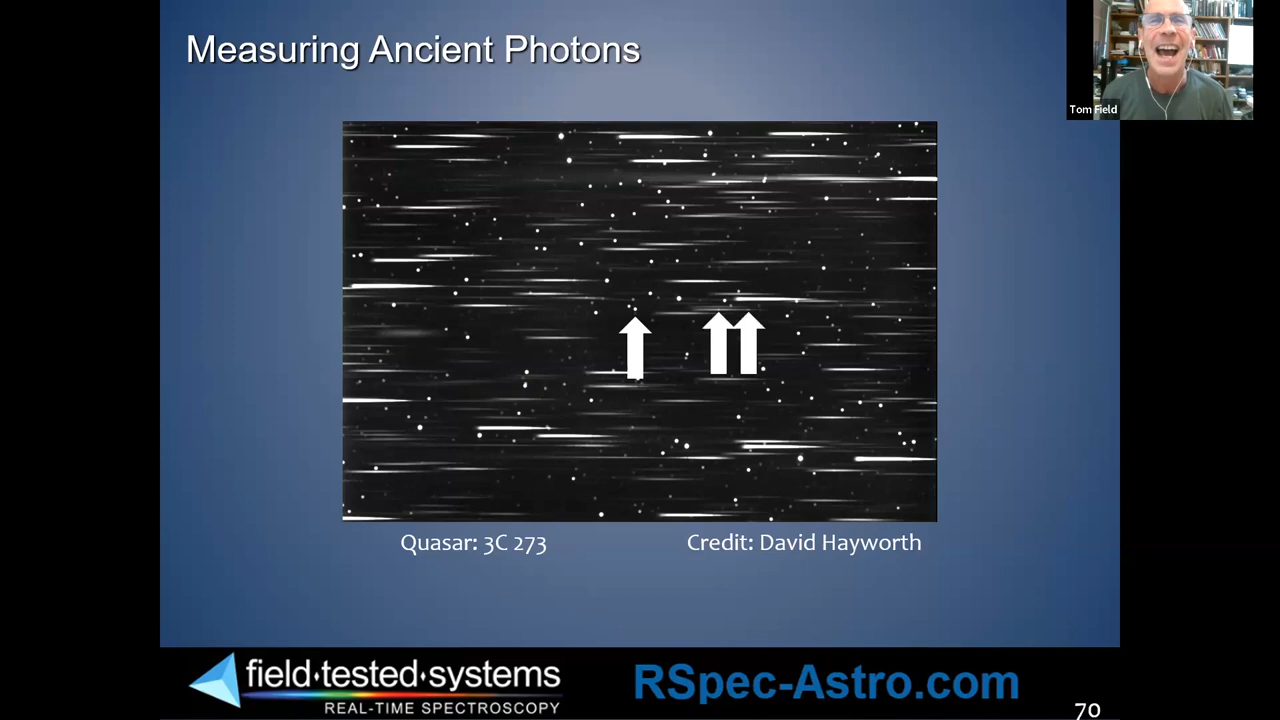 Measuring Ancient Photons
Tom Field
Quasar: 3C 273
Credit: David Hayworth
field·tested·systems
REAL-TIME SPECTROSCOPY
RSpec-Astro.com
70